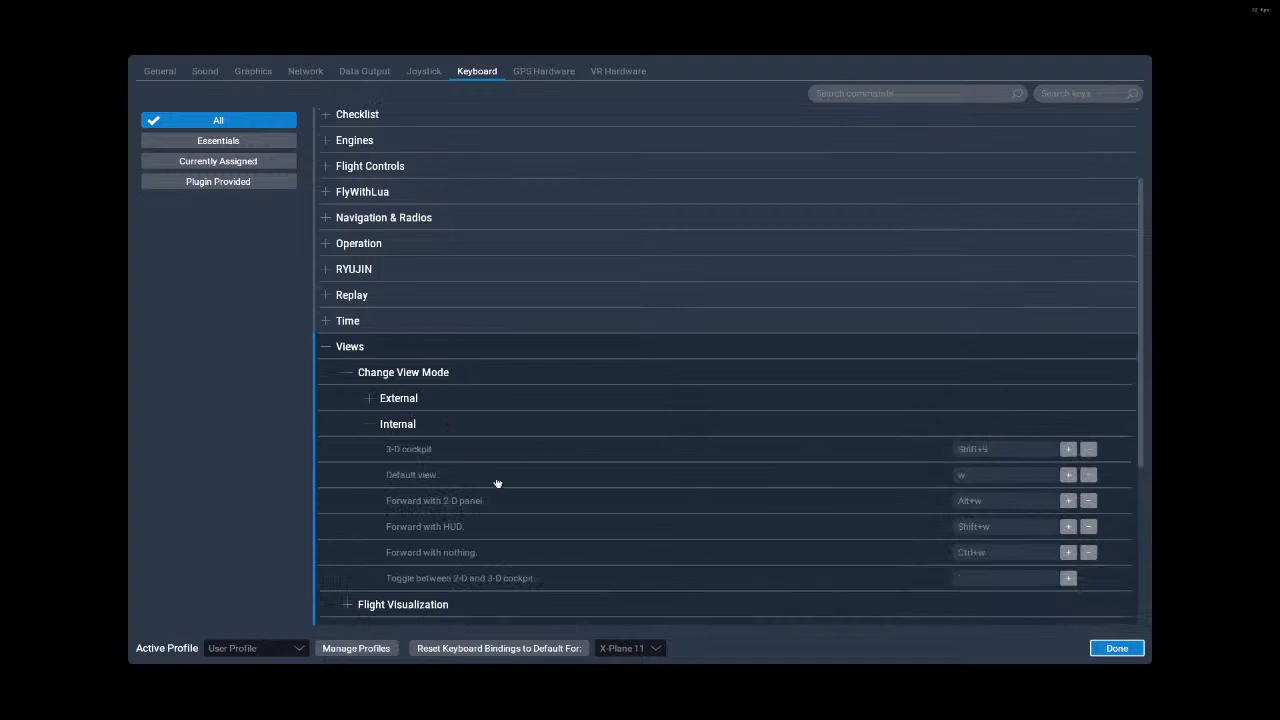 22 fps
General Sound Graphics Network Data Output Joystick Keyboard GPS Hardware VR Hardware
Search commands Search keys
All
Essentials
Currently Assigned
Plugin Provided
Checklist
Engines
Flight Controls
FlyWithLua
Navigation & Radios
Operation
RYUJIN
Replay
Time
Views
Change View Mode
External
Internal
3-D cockpit Shift+9
Default view. w
Forward with 2-D panel Alt+w
Forward with HUD. Shift+w
Forward with nothing. Ctrl+w
Toggle between 2-D and 3-D cockpit.
Flight Visualization
Active Profile User Profile Manage Profiles Reset Keyboard Bindings to Default For: X-Plane 11 Done